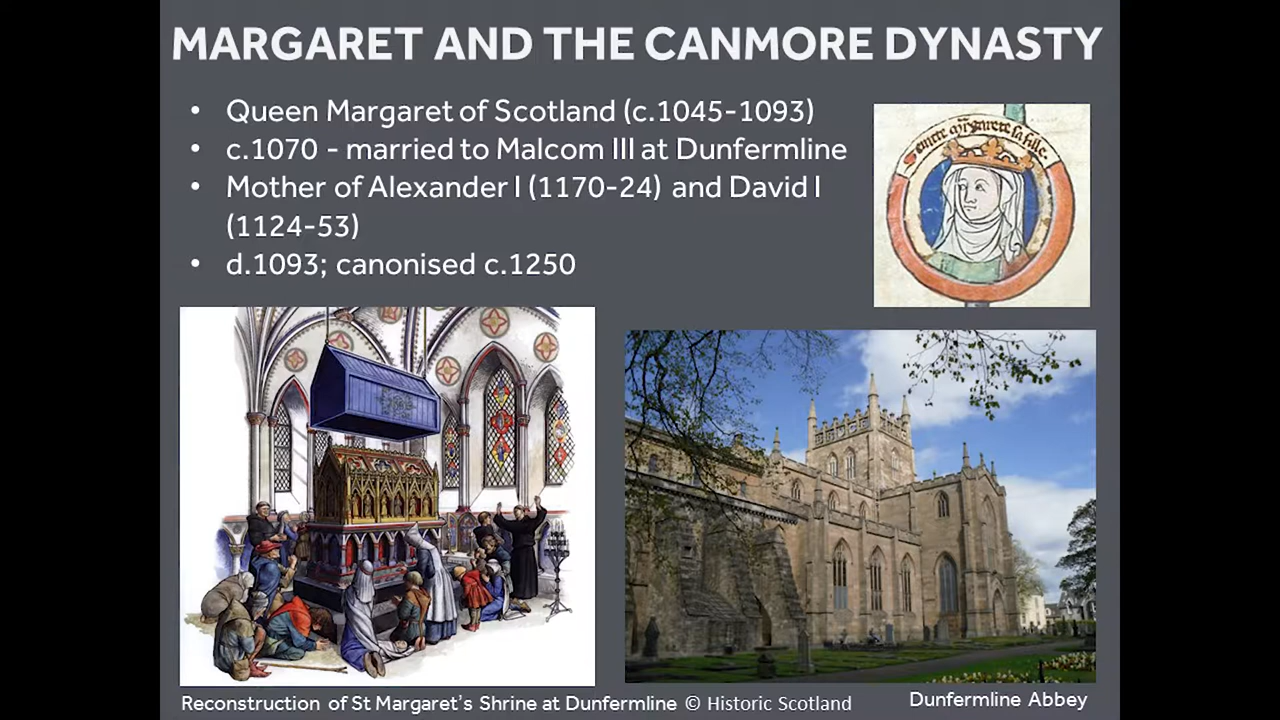 MARGARET AND THE CANMORE DYNASTY
• Queen Margaret of Scotland (c.1045-1093)
• c.1070 - married to Malcom III at Dunfermline
• Mother of Alexander I (1170-24) and David I
(1124-53)
• d.1093; canonised c.1250
Reconstruction of St Margaret's Shrine at Dunfermline © Historic Scotland
Dunfermline Abbey